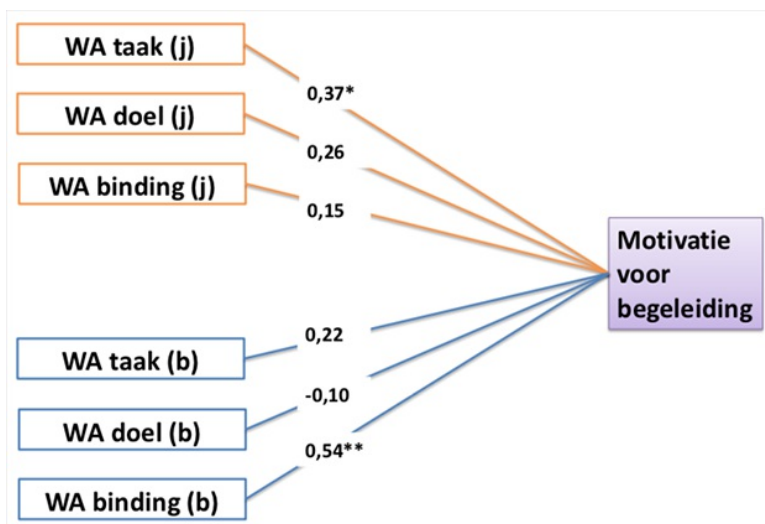 WA taak (j)
0,37*
WA doel (j)
0,26
WA binding (j)
0,15
Motivatie
voor
begeleiding
WA taak (b)
0,22
WA doel (b)
-0,10
WA binding (b)
0,54**